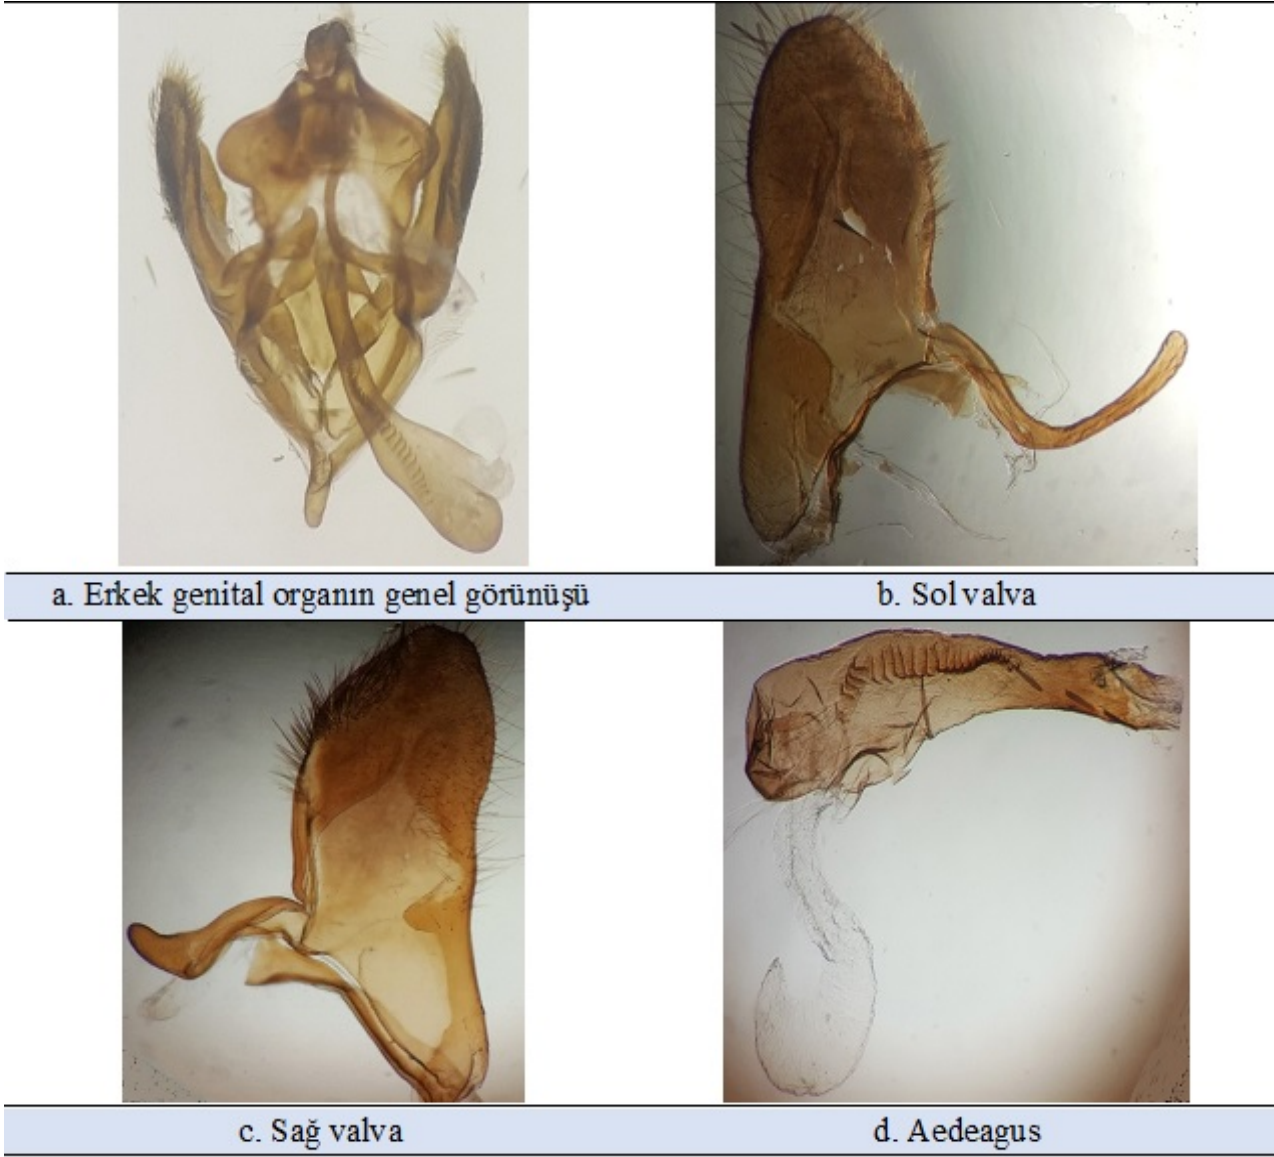 a. Erkek genital organın genel görünüşü
b. Sol valva
c. Sağ valva
d. Aedeagus